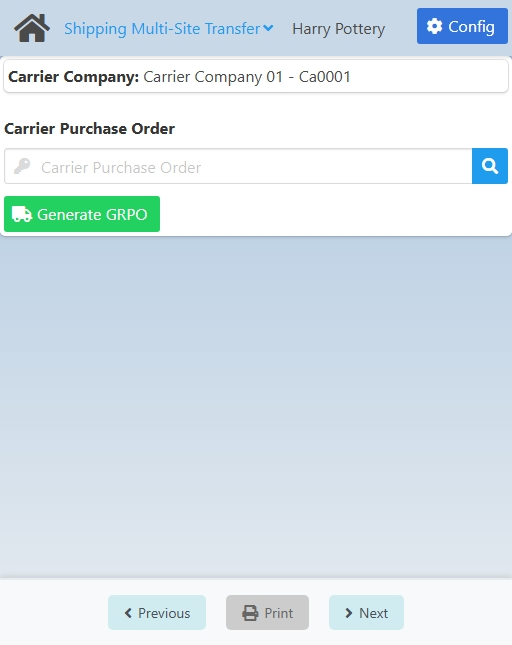 Shipping Multi-Site Transfer Harry Pottery Config
Carrier Company: Carrier Company 01 - Ca0001
Carrier Purchase Order
Carrier Purchase Order
Generate GRPO
Previous Print Next